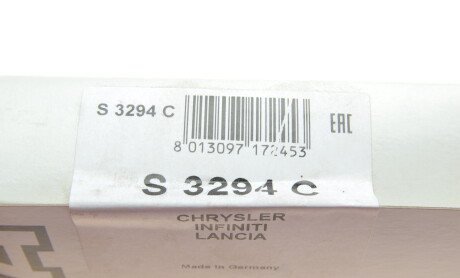 S 3294 C
8 013097 172453
EAC
S 3294 C
CHRYSLER
INFINITI
LANCIA
Made in Germany